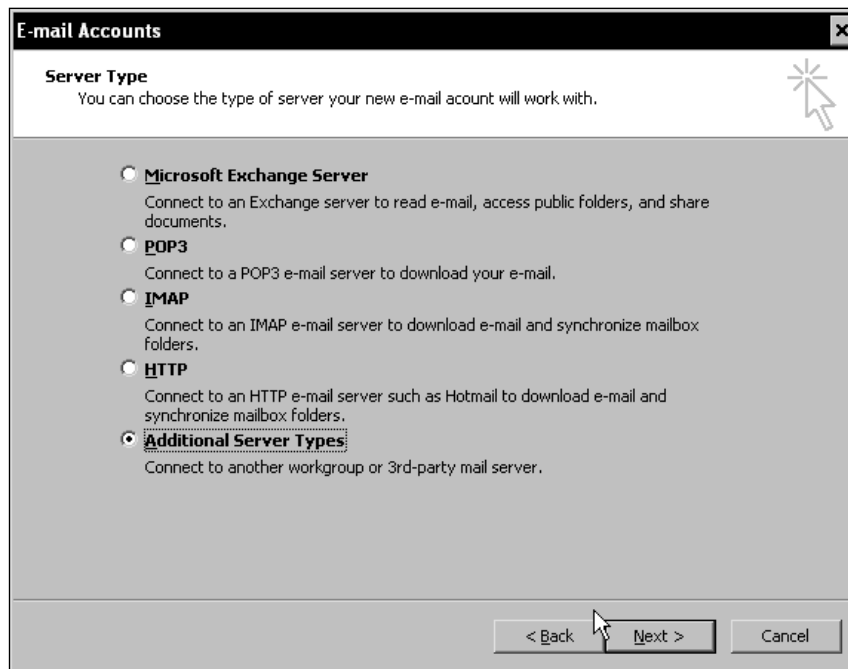 E-mail Accounts
Server Type
You can choose the type of server your new e-mail acount will work with.
Microsoft Exchange Server
Connect to an Exchange server to read e-mail, access public folders, and share
documents.
POP3
Connect to a POP3 e-mail server to download your e-mail.
IMAP
Connect to an IMAP e-mail server to download e-mail and synchronize mailbox
folders.
HTTP
Connect to an HTTP e-mail server such as Hotmail to download e-mail and
synchronize mailbox folders.
Additional Server Types
Connect to another workgroup or 3rd-party mail server.
< Back Next > Cancel